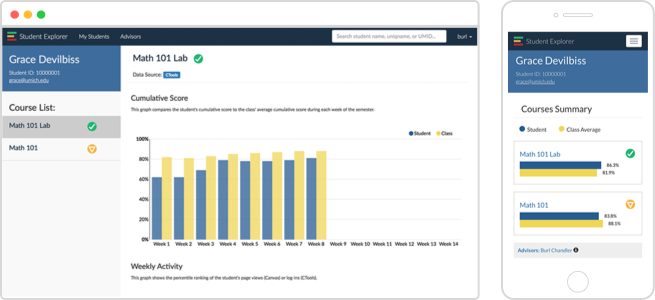 Student Explorer My Students Advisors Search student name, uniqname, or UMID... burl
Grace Devilbiss
Student ID: 10000001
grace@umich.edu
Course List:
Math 101 Lab
Math 101
Math 101 Lab
Data Source: CTools
Cumulative Score
This graph compares the student's cumulative score to the class' average cumulative score during each week of the semester.
Student Class
100%
80%
60%
40%
20%
0%
Week 1 Week 2 Week 3 Week 4 Week 5 Week 6 Week 7 Week 8 Week 9 Week 10 Week 11 Week 12 Week 13 Week 14
Weekly Activity
This graph shows the percentile ranking of the student's page views (Canvas) or log-ins (CTools).
Student Explorer
Grace Devilbiss
Student ID: 10000001
grace@umich.edu
Courses Summary
Student Class Average
Math 101 Lab
86.3%
81.9%
Math 101
83.8%
88.1%
Advisors: Burl Chandler